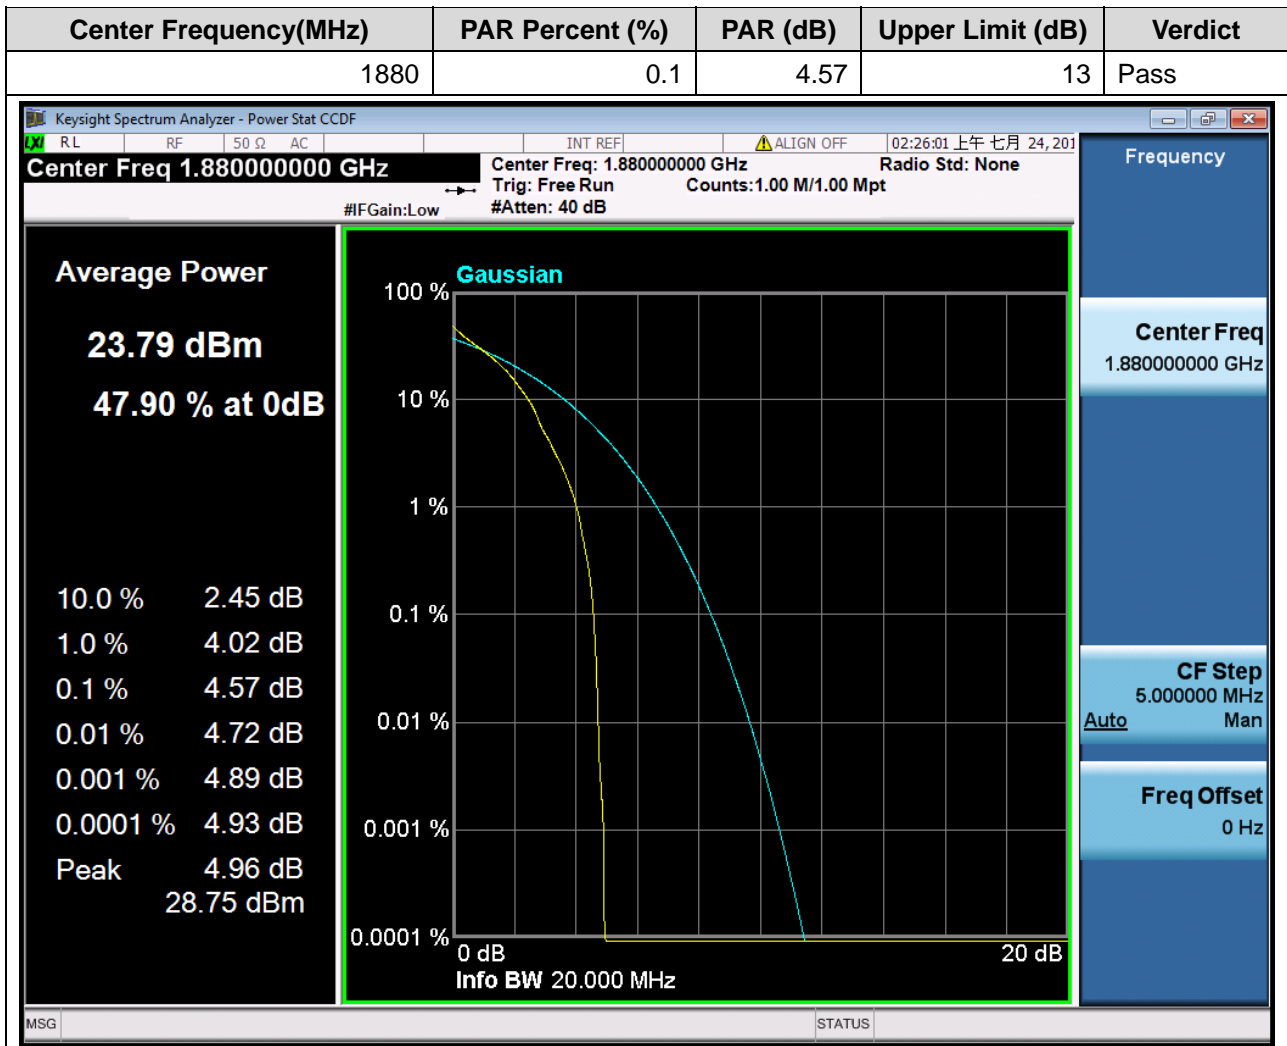 Center Frequency(MHz) PAR Percent (%) PAR (dB) Upper Limit (dB) Verdict
1880 0.1 4.57 13 Pass
Keysight Spectrum Analyzer - Power Stat CCDF
LXI RL RF 50 Ω AC INT REF ALIGN OFF 02:26:01 上午 七月 24, 201
Center Freq 1.880000000 GHz
Center Freq: 1.880000000 GHz Radio Std: None
Trig: Free Run Counts:1.00 M/1.00 Mpt
#IFGain:Low #Atten: 40 dB
Average Power
23.79 dBm
47.90 % at 0dB
10.0 % 2.45 dB
1.0 % 4.02 dB
0.1 % 4.57 dB
0.01 % 4.72 dB
0.001 % 4.89 dB
0.0001 % 4.93 dB
Peak 4.96 dB
28.75 dBm
Gaussian
100 %
10 %
1 %
0.1 %
0.01 %
0.001 %
0.0001 %
0 dB 20 dB
Info BW 20.000 MHz
Frequency
Center Freq
1.880000000 GHz
CF Step
5.000000 MHz
Auto Man
Freq Offset
0 Hz
MSG STATUS